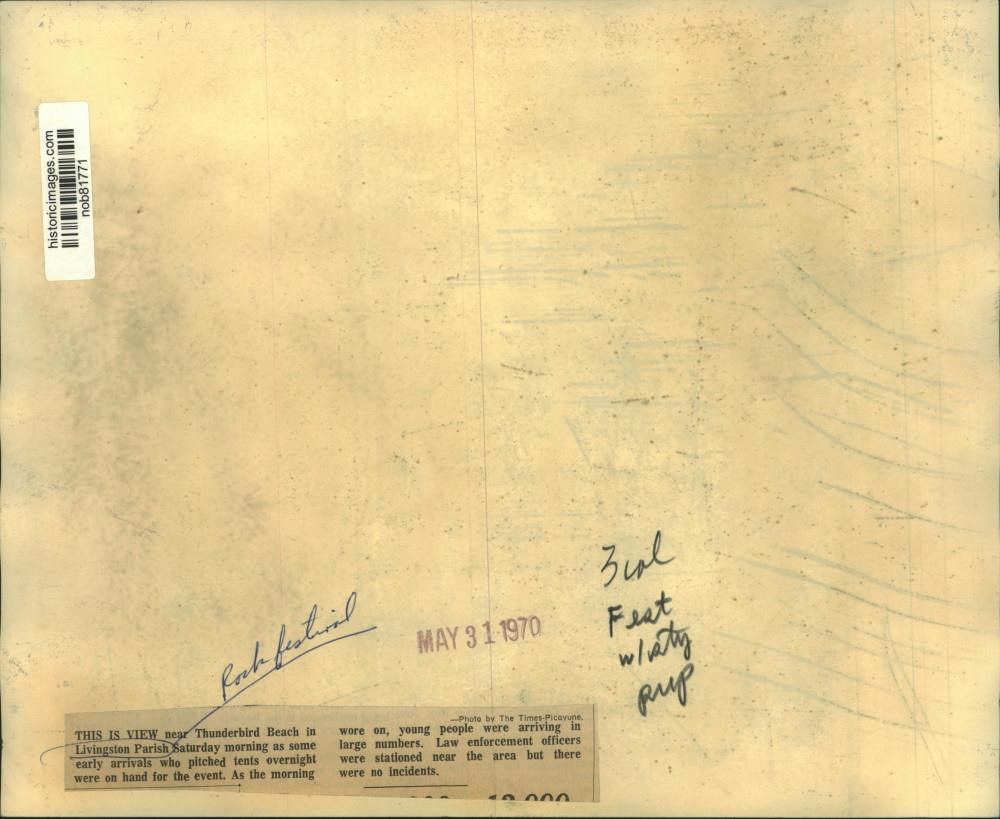 historicimages.com
nob81771
3 col
Fest
w/sty
Rock festival
MAY 31 1970
—Photo by The Times-Picayune.
THIS IS VIEW near Thunderbird Beach in
Livingston Parish Saturday morning as some
early arrivals who pitched tents overnight
were on hand for the event. As the morning
wore on, young people were arriving in
large numbers. Law enforcement officers
were stationed near the area but there
were no incidents.